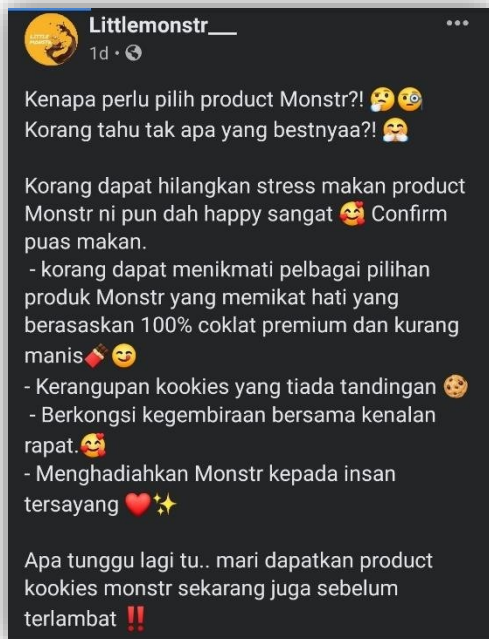 LITTLE
MONSTR
Littlemonstr___
1d •
Kenapa perlu pilih product Monstr?! 🤔🧐
Korang tahu tak apa yang bestnyaa?! 🤗
Korang dapat hilangkan stress makan product
Monstr ni pun dah happy sangat 🥰 Confirm
puas makan.
- korang dapat menikmati pelbagai pilihan
produk Monstr yang memikat hati yang
berasaskan 100% coklat premium dan kurang
manis🍫😋
- Kerangupan kookies yang tiada tandingan 🍪
- Berkongsi kegembiraan bersama kenalan
rapat.🥰
- Menghadiahkan Monstr kepada insan
tersayang ❤️✨
Apa tunggu lagi tu.. mari dapatkan product
kookies monstr sekarang juga sebelum
terlambat ‼️